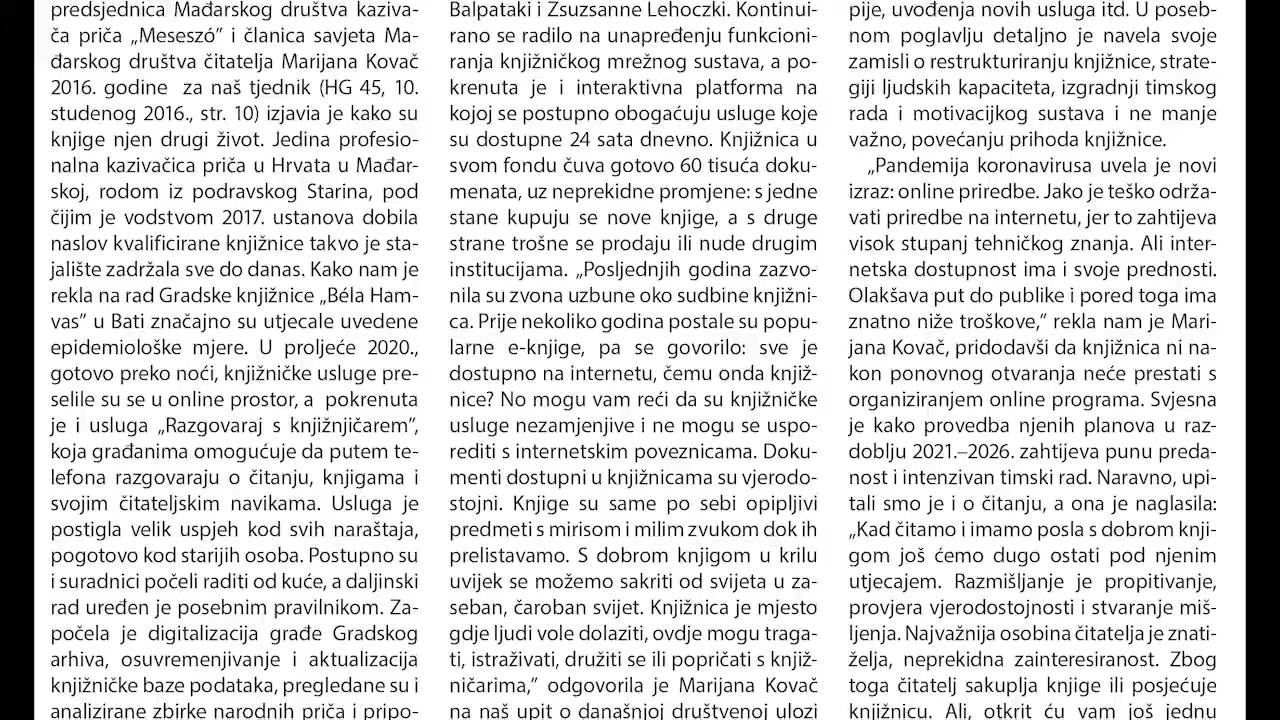 predsjednica Mađarskog društva kaziva-
ča priča „Meseszó” i članica savjeta Ma-
đarskog društva čitatelja Marijana Kovač
2016. godine za naš tjednik (HG 45, 10.
studenog 2016., str. 10) izjavia je kako su
knjige njen drugi život. Jedina profesio-
nalna kazivačica priča u Hrvata u Mađar-
skoj, rodom iz podravskog Starina, pod
čijim je vodstvom 2017. ustanova dobila
naslov kvalificirane knjižnice takvo je sta-
jalište zadržala sve do danas. Kako nam je
rekla na rad Gradske knjižnice „Béla Ham-
vas” u Bati značajno su utjecale uvedene
epidemiološke mjere. U proljeće 2020.,
gotovo preko noći, knjižničke usluge pre-
selile su se u online prostor, a pokrenuta
je i usluga „Razgovaraj s knjižnjičarem”,
koja građanima omogućuje da putem te-
lefona razgovaraju o čitanju, knjigama i
svojim čitateljskim navikama. Usluga je
postigla velik uspjeh kod svih naraštaja,
pogotovo kod starijih osoba. Postupno su
i suradnici počeli raditi od kuće, a daljinski
rad uređen je posebnim pravilnikom. Za-
počela je digitalizacija građe Gradskog
arhiva, osuvremenjivanje i aktualizacija
knjižničke baze podataka, pregledane su i
analizirane zbirke narodnih priča i pripo-
Balpataki i Zsuzsanne Lehoczki. Kontinui-
rano se radilo na unapređenju funkcioni-
ranja knjižničkog mrežnog sustava, a po-
krenuta je i interaktivna platforma na
kojoj se postupno obogaćuju usluge koje
su dostupne 24 sata dnevno. Knjižnica u
svom fondu čuva gotovo 60 tisuća doku-
menata, uz neprekidne promjene: s jedne
stane kupuju se nove knjige, a s druge
strane trošne se prodaju ili nude drugim
institucijama. „Posljednjih godina zazvo-
nila su zvona uzbune oko sudbine knjižni-
ca. Prije nekoliko godina postale su popu-
larne e-knjige, pa se govorilo: sve je
dostupno na internetu, čemu onda knjiž-
nice? No mogu vam reći da su knjižničke
usluge nezamjenjive i ne mogu se uspo-
rediti s internetskim poveznicama. Doku-
menti dostupni u knjižnicama su vjerodo-
stojni. Knjige su same po sebi opipljivi
predmeti s mirisom i milim zvukom dok ih
prelistavamo. S dobrom knjigom u krilu
uvijek se možemo sakriti od svijeta u za-
seban, čaroban svijet. Knjižnica je mjesto
gdje ljudi vole dolaziti, ovdje mogu traga-
ti, istraživati, družiti se ili popričati s knjiž-
ničarima,” odgovorila je Marijana Kovač
na naš upit o današnjoj društvenoj ulozi
pije, uvođenja novih usluga itd. U poseb-
nom poglavlju detaljno je navela svoje
zamisli o restrukturiranju knjižnice, strate-
giji ljudskih kapaciteta, izgradnji timskog
rada i motivacijkog sustava i ne manje
važno, povećanju prihoda knjižnice.
„Pandemija koronavirusa uvela je novi
izraz: online priredbe. Jako je teško održa-
vati priredbe na internetu, jer to zahtijeva
visok stupanj tehničkog znanja. Ali inter-
netska dostupnost ima i svoje prednosti.
Olakšava put do publike i pored toga ima
znatno niže troškove,” rekla nam je Mari-
jana Kovač, pridodavši da knjižnica ni na-
kon ponovnog otvaranja neće prestati s
organiziranjem online programa. Svjesna
je kako provedba njenih planova u raz-
doblju 2021.–2026. zahtijeva punu preda-
nost i intenzivan timski rad. Naravno, upi-
tali smo je i o čitanju, a ona je naglasila:
„Kad čitamo i imamo posla s dobrom knji-
gom još ćemo dugo ostati pod njenim
utjecajem. Razmišljanje je propitivanje,
provjera vjerodostojnosti i stvaranje miš-
ljenja. Najvažnija osobina čitatelja je znati-
želja, neprekidna zainteresiranost. Zbog
toga čitatelj sakuplja knjige ili posjećuje
knjižnicu. Ali, otkrit ću vam još jednu